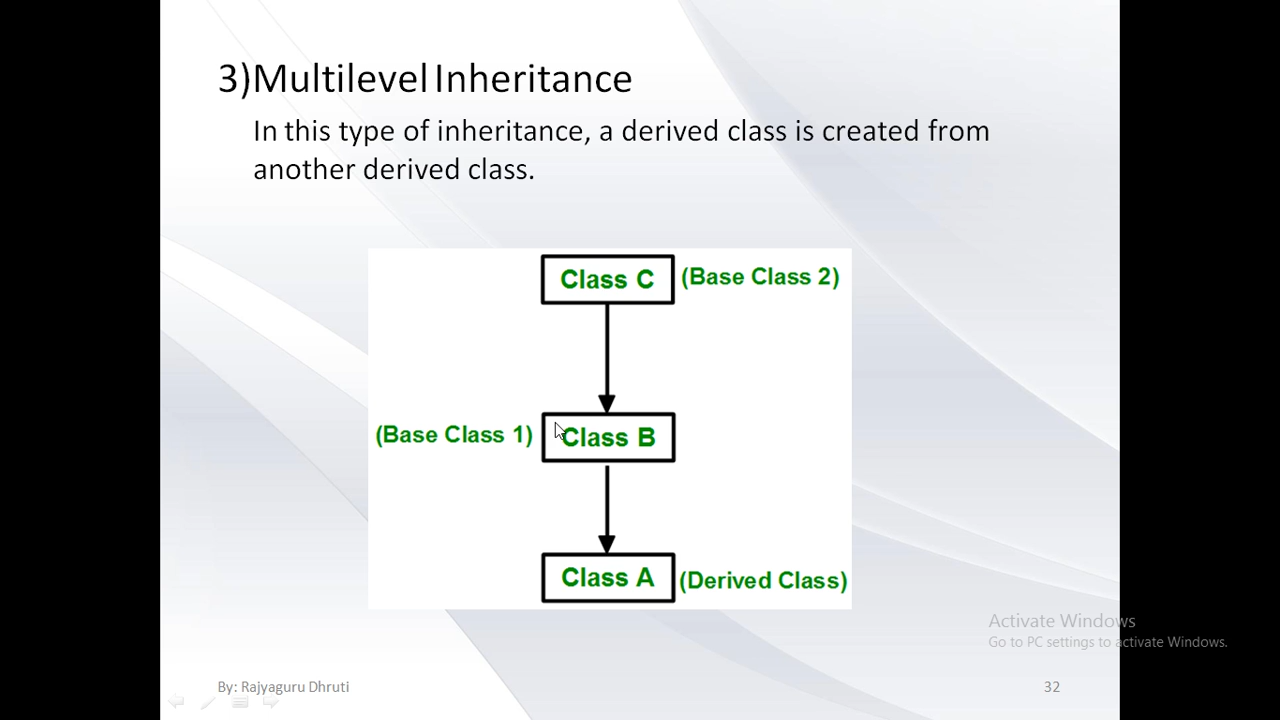 3)Multilevel Inheritance
In this type of inheritance, a derived class is created from
another derived class.
Class C (Base Class 2)
(Base Class 1) Class B
Class A (Derived Class)
Activate Windows
Go to PC settings to activate Windows.
By: Rajyaguru Dhruti 32